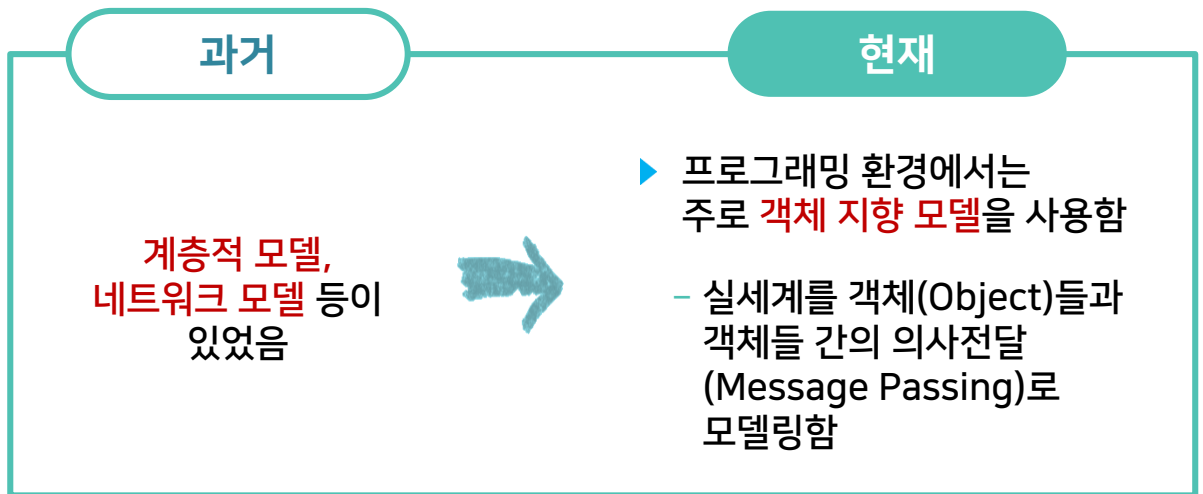 과거
계층적 모델,
네트워크 모델 등이
있었음
현재
프로그래밍 환경에서는
주로 객체 지향 모델을 사용함
– 실세계를 객체(Object)들과
객체들 간의 의사전달
(Message Passing)로
모델링함